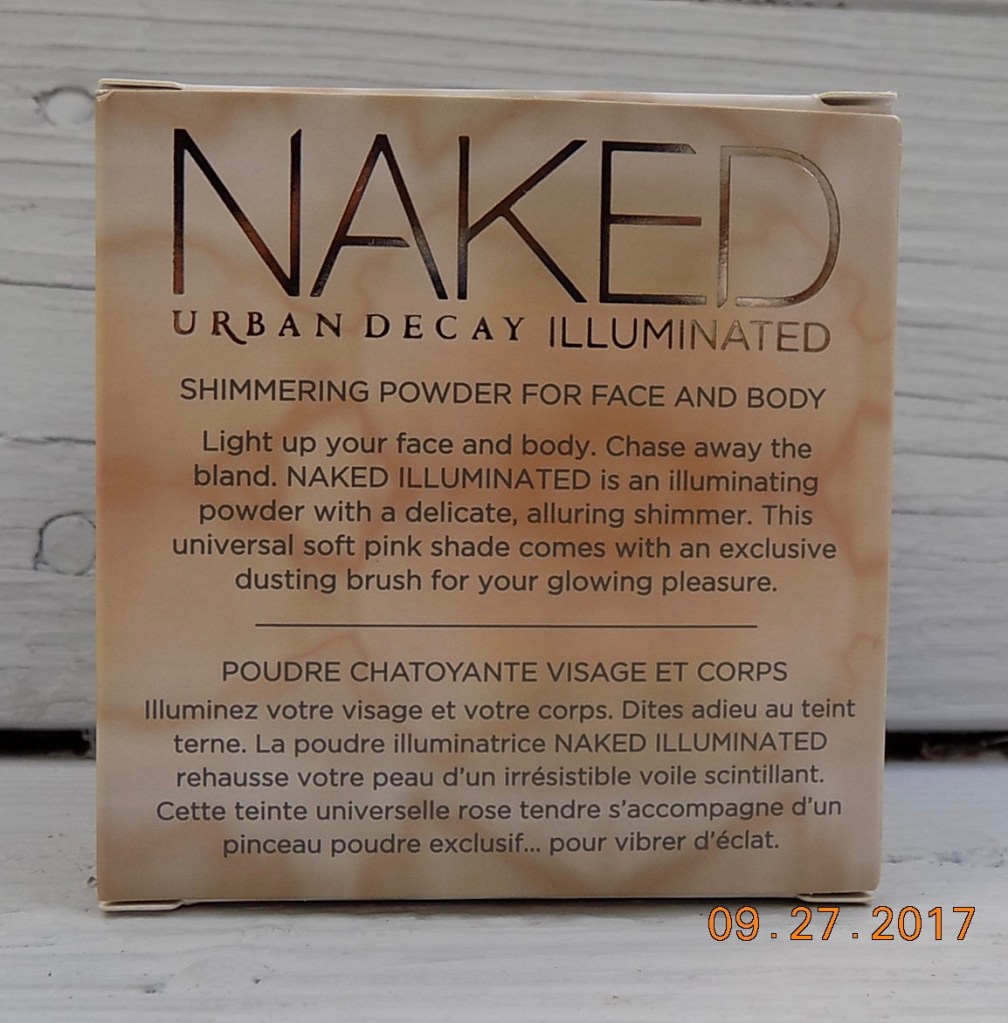 NAKED
URBAN DECAY ILLUMINATED
SHIMMERING POWDER FOR FACE AND BODY
Light up your face and body. Chase away the
bland. NAKED ILLUMINATED is an illuminating
powder with a delicate, alluring shimmer. This
universal soft pink shade comes with an exclusive
dusting brush for your glowing pleasure.
POUDRE CHATOYANTE VISAGE ET CORPS
Illuminez votre visage et votre corps. Dites adieu au teint
terne. La poudre illuminatrice NAKED ILLUMINATED
rehausse votre peau d'un irrésistible voile scintillant.
Cette teinte universelle rose tendre s'accompagne d'un
pinceau poudre exclusif... pour vibrer d'éclat.
09.27.2017